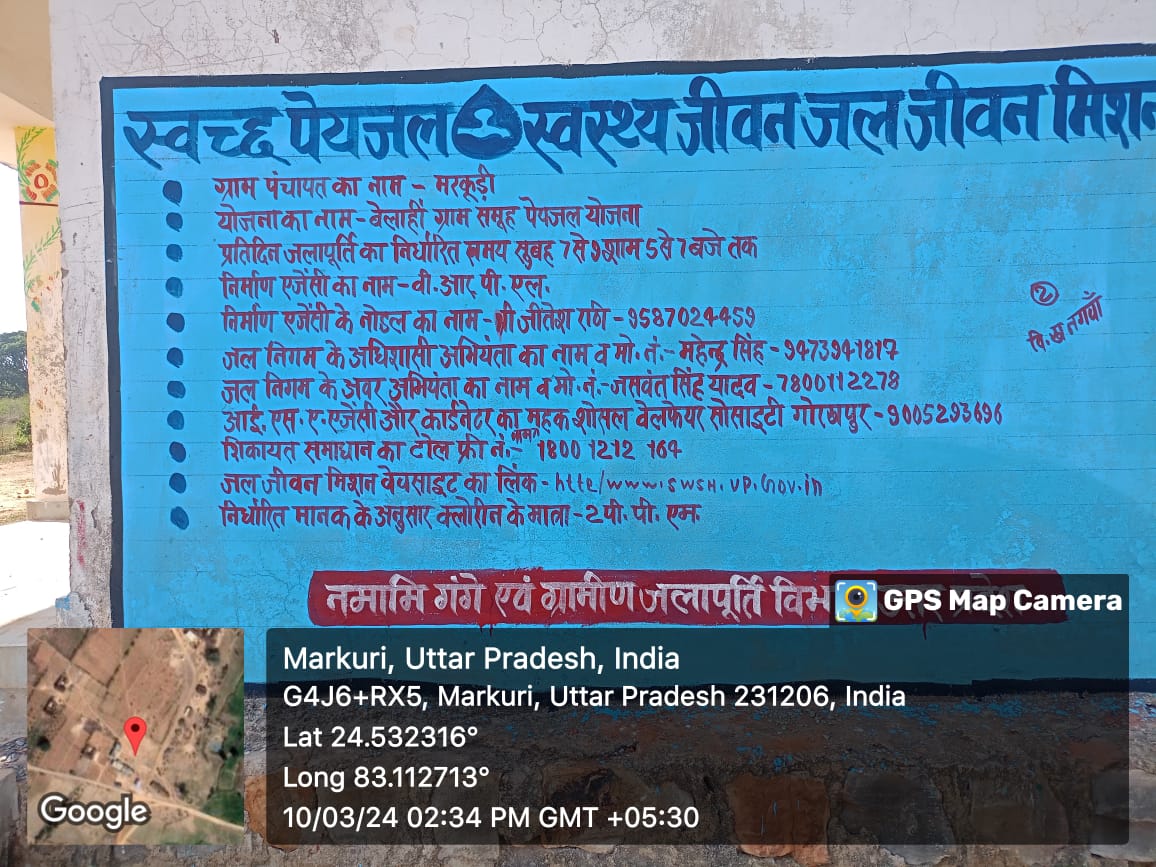 स्वच्छ पेयजल स्वस्थ्य जीवन जल जीवन मिशन
ग्राम पंचायत का नाम - मरकूड़ी
योजना का नाम - बेलाही ग्राम समूह पेयजल योजना
प्रतिदिन जलापूर्ति का निर्धारित समय सुबह 7 से 9 शाम 5 से 7 बजे तक
निर्माण एजेंसी का नाम - वी. आर. पी. एल.
निर्माण एजेंसी के नोडल का नाम - श्री जीतेश राठी - 9587024459
जल निगम के अधिशासी अभियंता का नाम व मो. नं. - महेन्द्र सिंह - 9473941817
जल निगम के अवर अभियंता का नाम व मो. नं. - जसवंत सिंह यादव - 7800112278
आई. एस. ए - एजेंसी और कार्डनेटर का नाम महक शोसल वेलफेयर सोसाइटी गोरखपुर - 9005293696
शिकायत समाधान का टोल फ्री नं. - 1800 1212 164
जल जीवन मिशन वेबसाइट का लिंक - http/www.swsm.up.Gov.in
निर्धारित मानक के अनुसार क्लोरीन के मात्रा - 2 पी. पी. एम.
② वि. ख नगवाँ
नमामि गंगे एवं ग्रामीण जलापूर्ति
GPS Map Camera
Markuri, Uttar Pradesh, India
G4J6+RX5, Markuri, Uttar Pradesh 231206, India
Lat 24.532316°
Long 83.112713°
10/03/24 02:34 PM GMT +05:30
Google